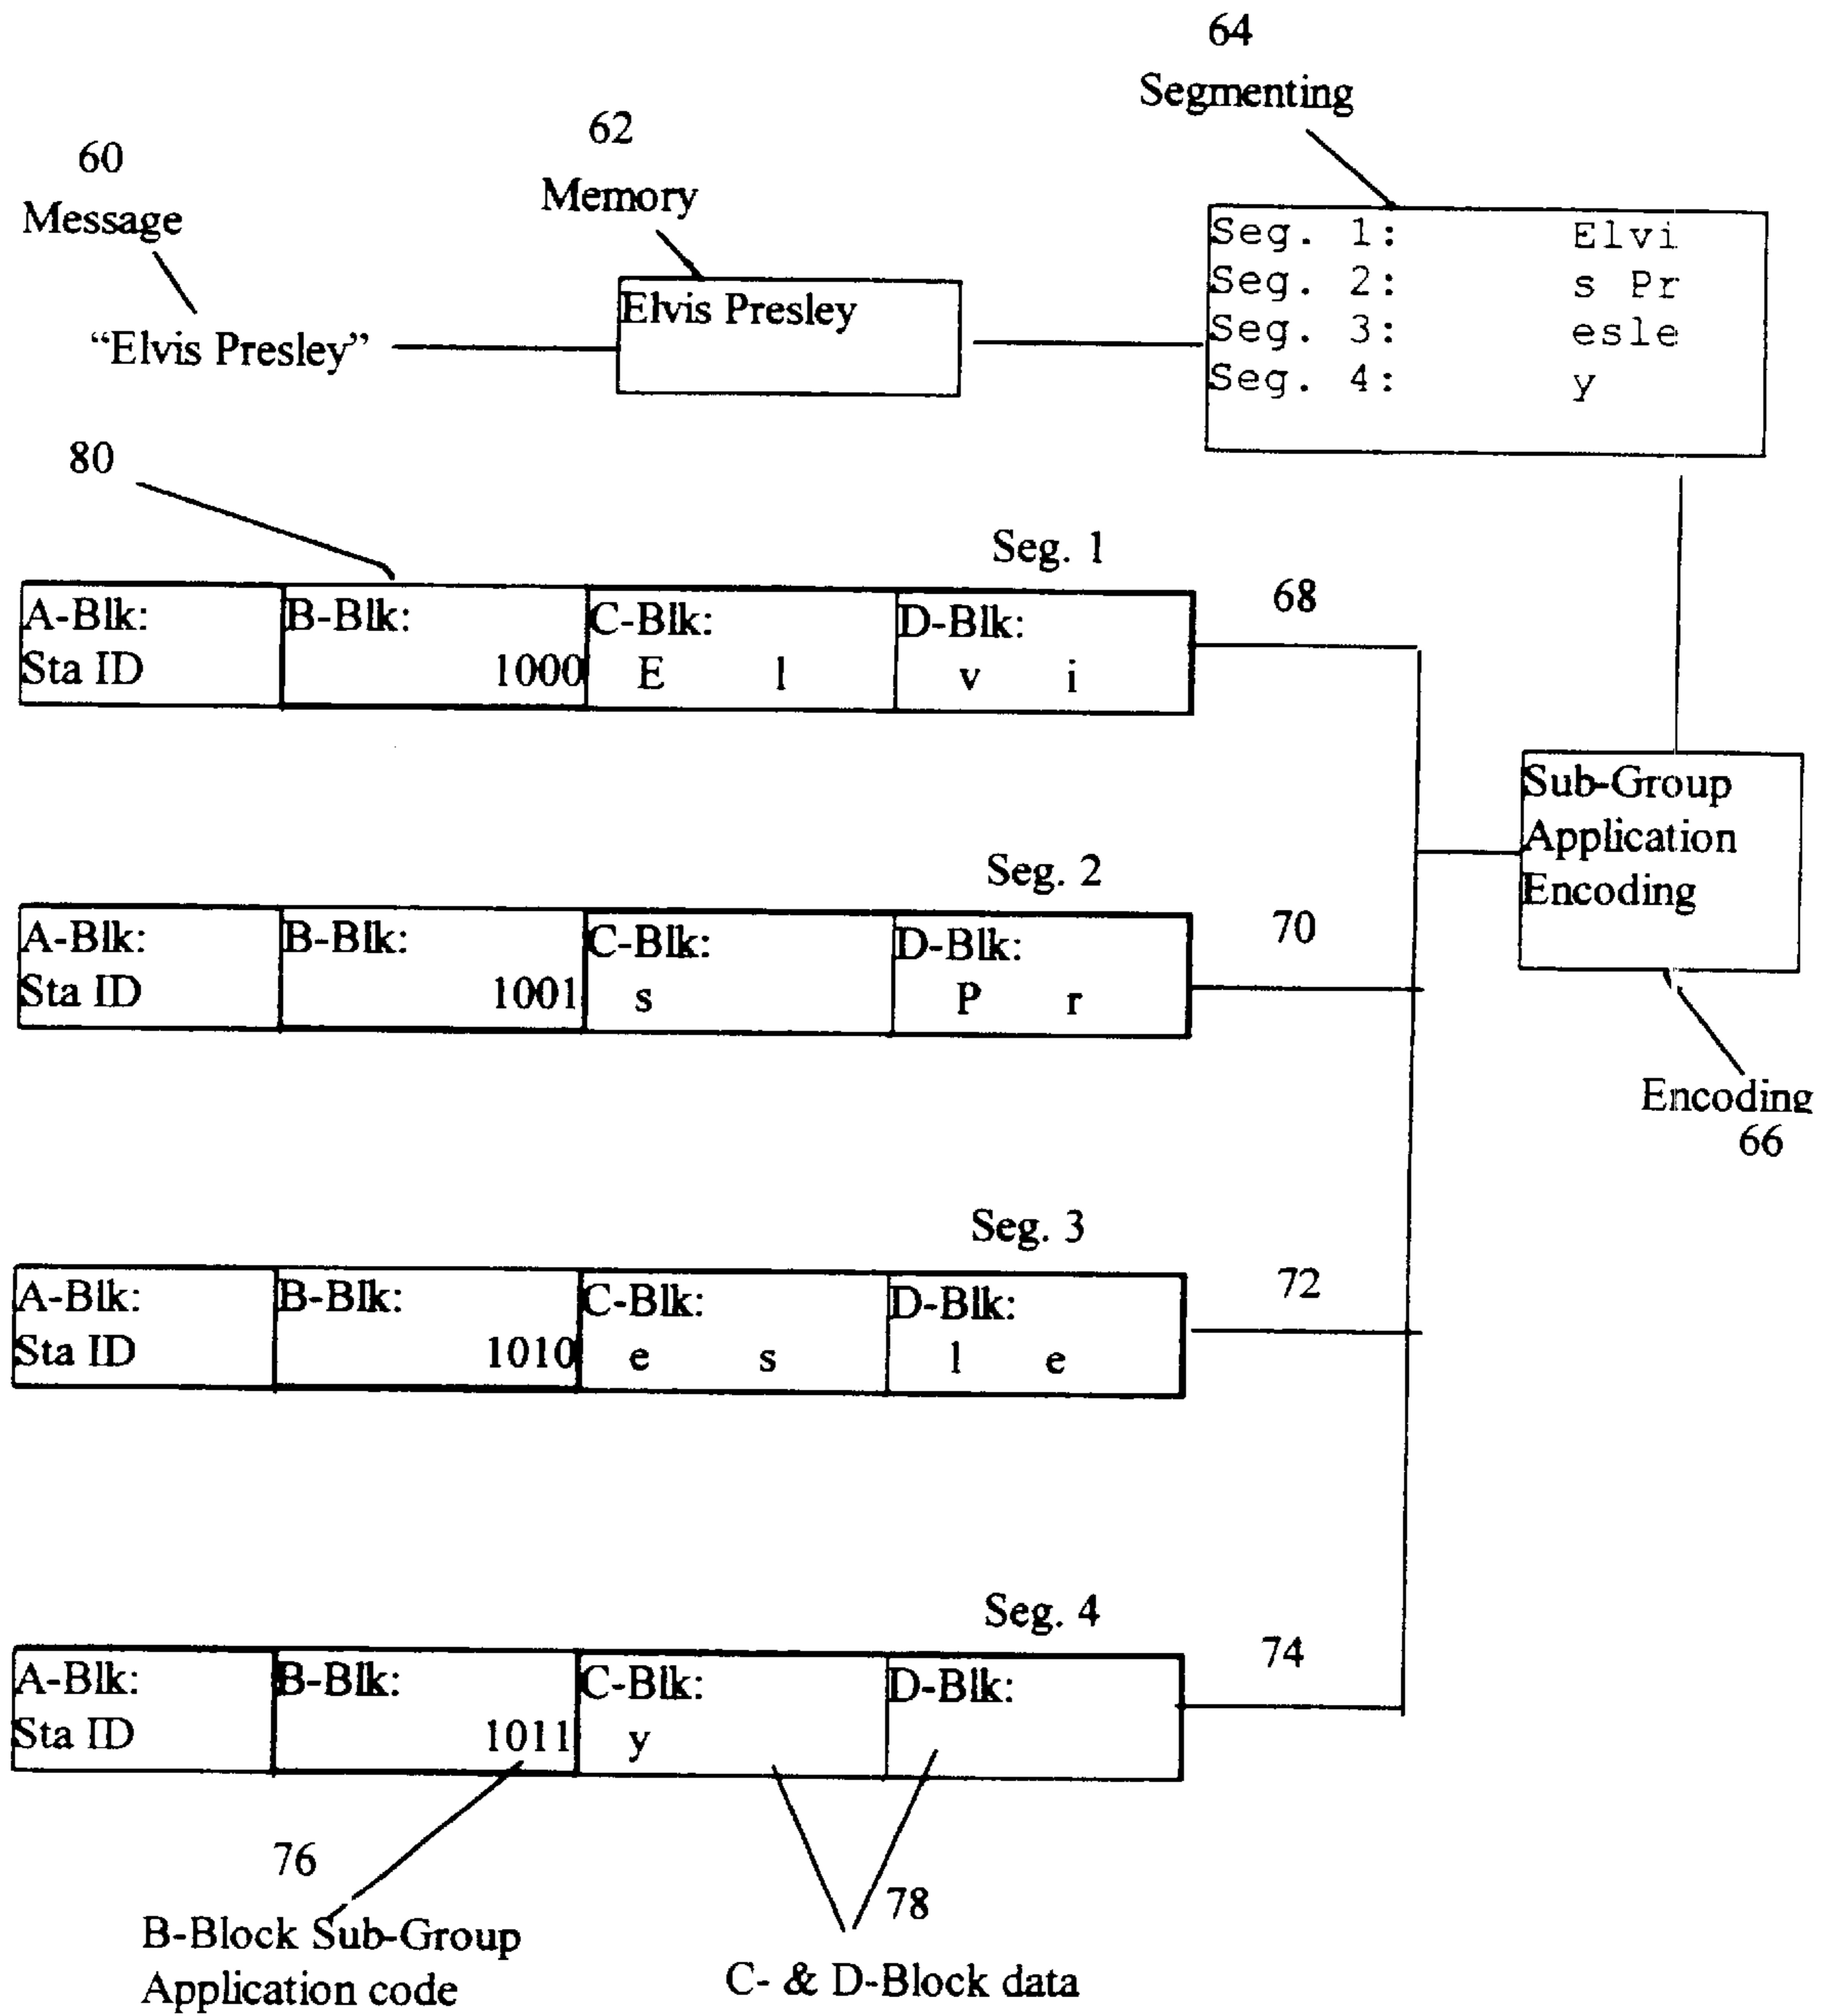 64
Segmenting
62
Memory
60
Message
“Elvis Presley”
Elvis Presley
Seg. 1: Elvi
Seg. 2: s Pr
Seg. 3: esle
Seg. 4: y
80
Seg. 1
68
A-Blk: B-Blk: C-Blk: D-Blk:
Sta ID 1000 E l v i
Sub-Group
Application
Encoding
Seg. 2
70
A-Blk: B-Blk: C-Blk: D-Blk:
Sta ID 1001 s P r
Encoding
66
Seg. 3
72
A-Blk: B-Blk: C-Blk: D-Blk:
Sta ID 1010 e s l e
Seg. 4
74
A-Blk: B-Blk: C-Blk: D-Blk:
Sta ID 1011 y
76
B-Block Sub-Group
Application code
78
C- & D-Block data